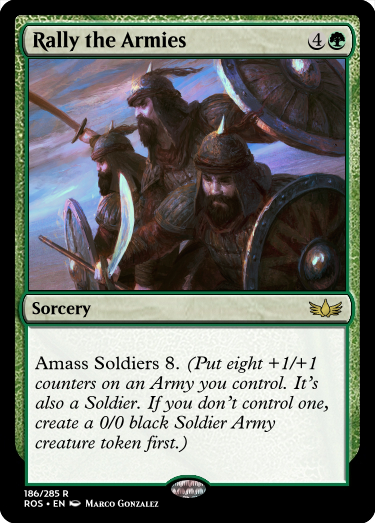 Rally the Armies 4
Sorcery
Amass Soldiers 8. (Put eight +1/+1
counters on an Army you control. It's
also a Soldier. If you don't control one,
create a 0/0 black Soldier Army
creature token first.)
186/285 R
ROS • EN Marco Gonzalez